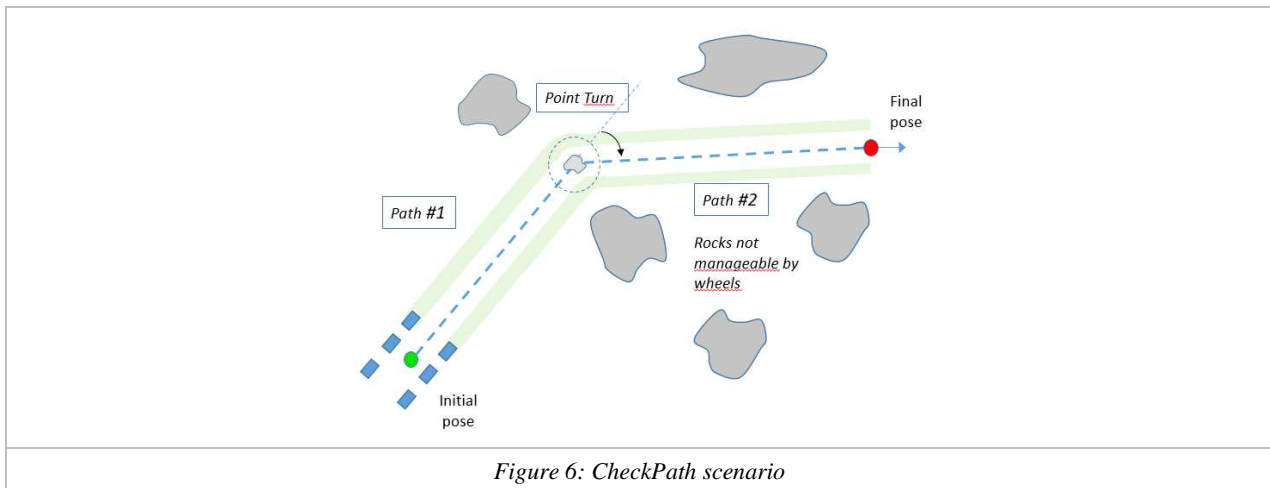 Point Turn
Final
pose
Path #1
Path #2
Rocks not
manageable by
wheels
Initial
pose
Figure 6: CheckPath scenario